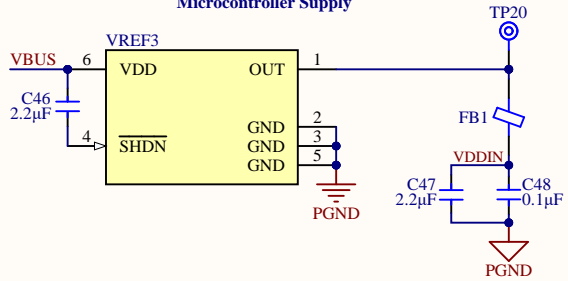 Microcontroller Supply
TP20
VREF3
VBUS 6 VDD OUT 1
C46
2.2µF
FB1
GND 2
4 SHDN GND 3
GND 5
VDDIN
C47 C48
2.2µF 0.1µF
PGND
PGND